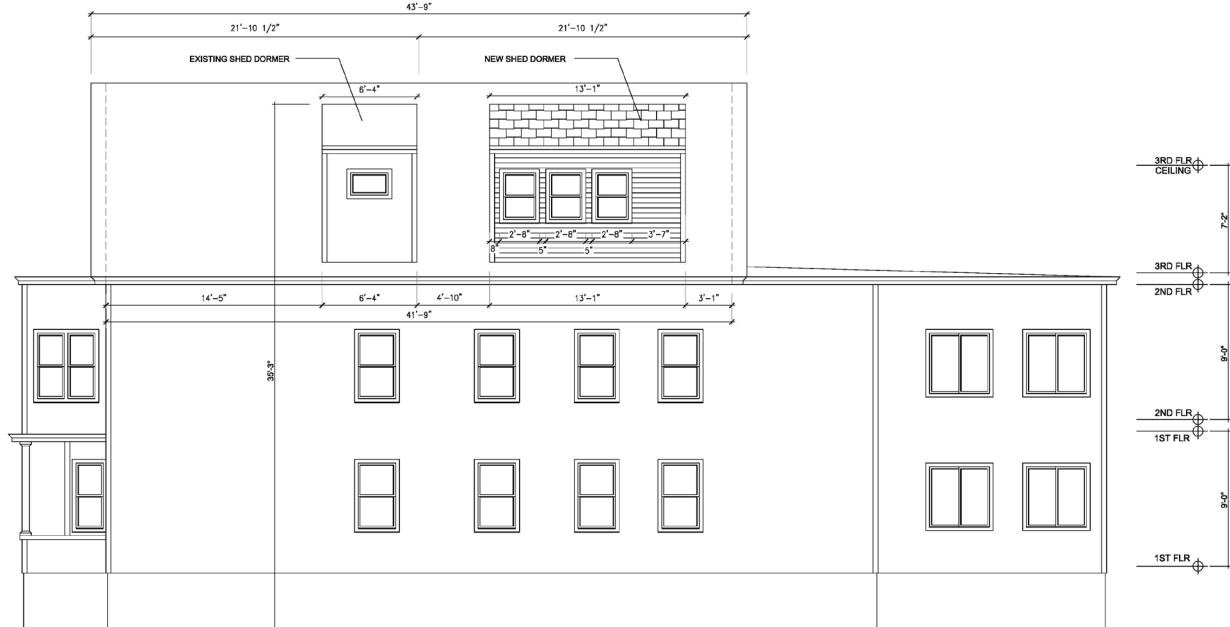 43'-9"
21'-10 1/2"
21'-10 1/2"
EXISTING SHED DORMER
NEW SHED DORMER
6'-4"
13'-1"
3RD FLR
CEILING
7'-2"
2'-8"
2'-8"
2'-8"
3'-7"
8"
5"
5"
3RD FLR
2ND FLR
14'-5"
6'-4"
4'-10"
13'-1"
3'-1"
41'-9"
35'-3"
9'-0"
2ND FLR
1ST FLR
9'-0"
1ST FLR